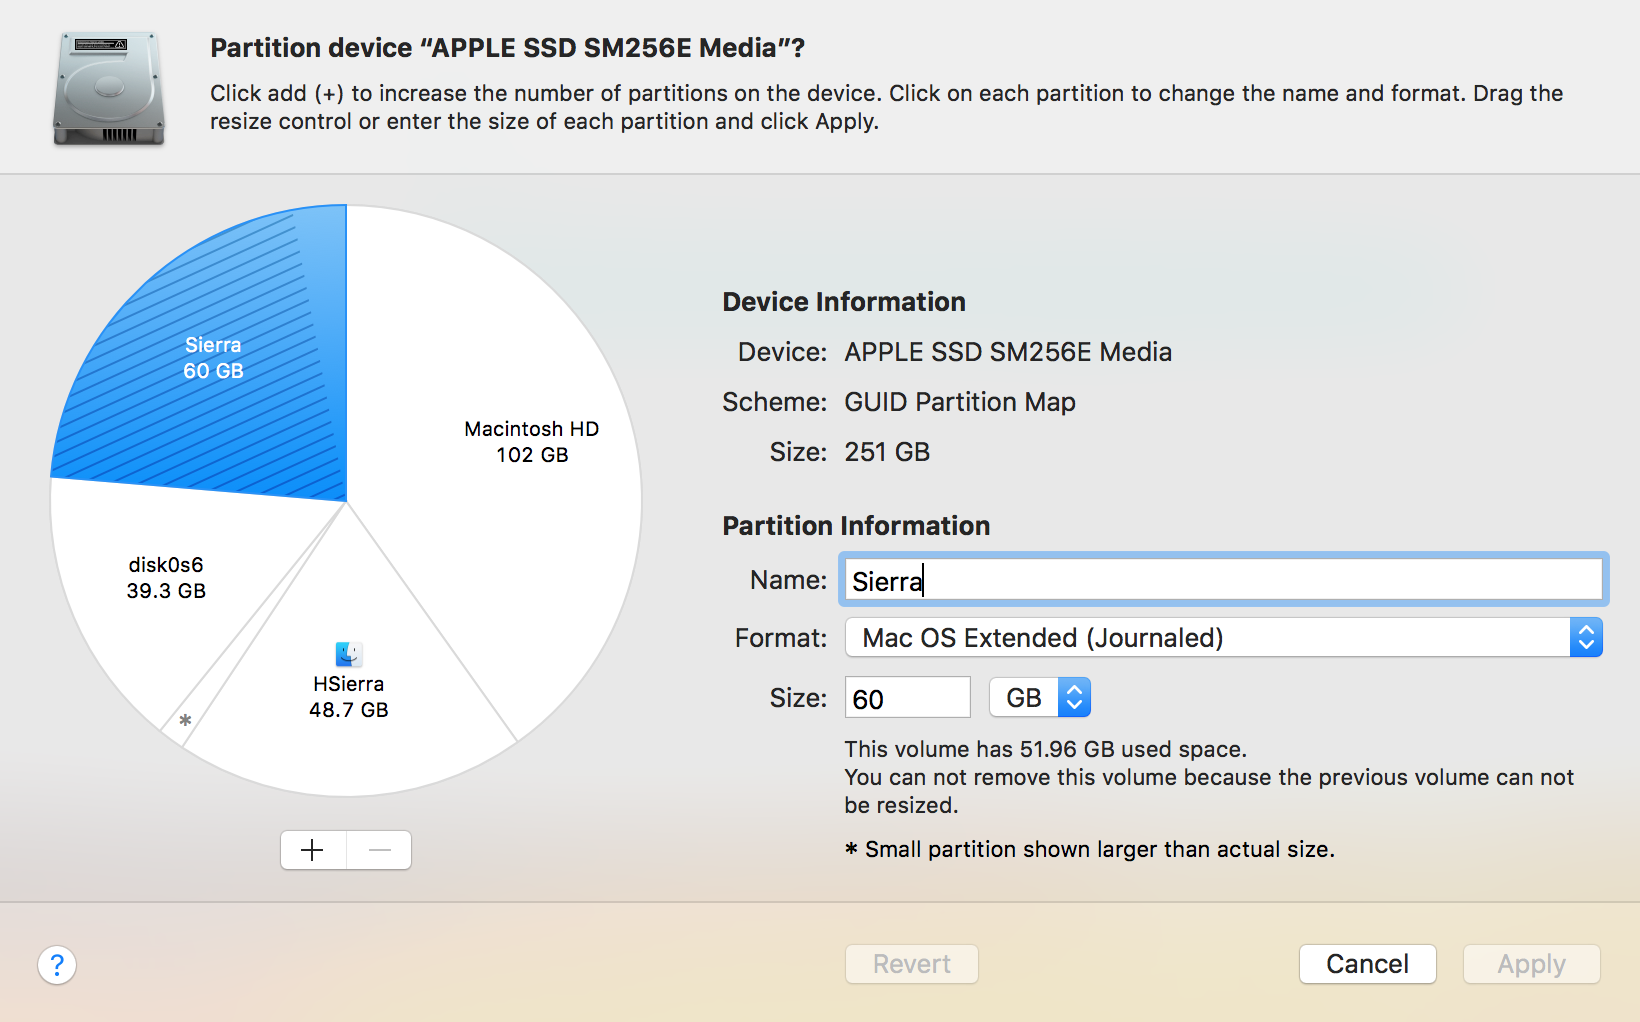 Partition device “APPLE SSD SM256E Media”?
Click add (+) to increase the number of partitions on the device. Click on each partition to change the name and format. Drag the
resize control or enter the size of each partition and click Apply.
Sierra
60 GB
Macintosh HD
102 GB
disk0s6
39.3 GB
HSierra
48.7 GB
*
Device Information
Device: APPLE SSD SM256E Media
Scheme: GUID Partition Map
Size: 251 GB
Partition Information
Name: Sierra
Format: Mac OS Extended (Journaled)
Size: 60 GB
This volume has 51.96 GB used space.
You can not remove this volume because the previous volume can not
be resized.
* Small partition shown larger than actual size.
+ −
? Revert Cancel Apply